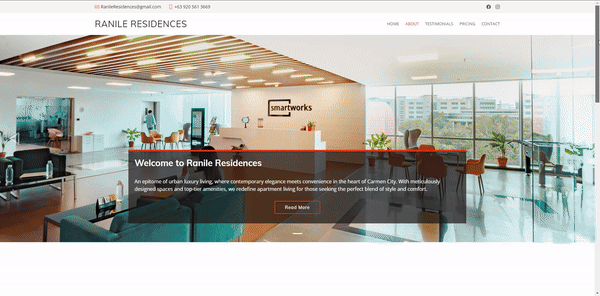 RanileResidences@gmail.com +63 920 561 3669
RANILE RESIDENCES
HOME ABOUT TESTIMONIALS PRICING CONTACT
smartworks
Welcome to Ranile Residences
An epitome of urban luxury living, where contemporary elegance meets convenience in the heart of Carmen City. With meticulously
designed spaces and top-tier amenities, we redefine apartment living for those seeking the perfect blend of style and comfort.
Read More